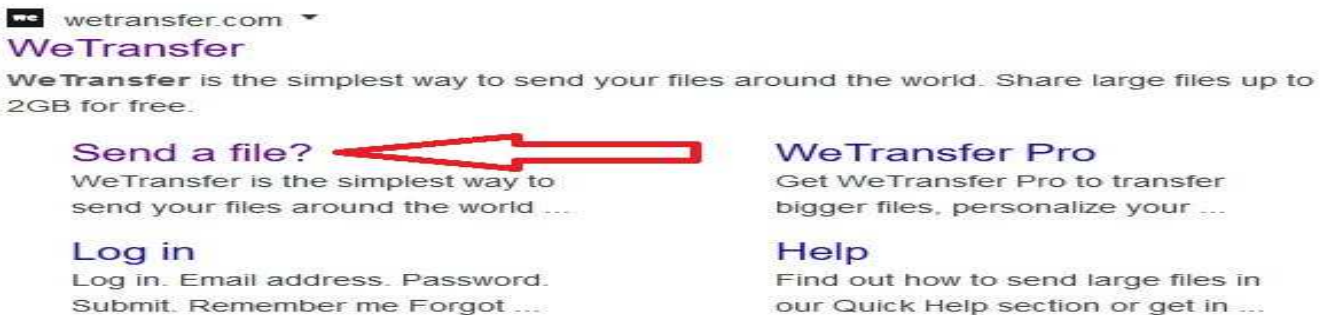 we wetransfer.com
WeTransfer
WeTransfer is the simplest way to send your files around the world. Share large files up to
2GB for free.
Send a file?
WeTransfer is the simplest way to
send your files around the world ...
WeTransfer Pro
Get WeTransfer Pro to transfer
bigger files, personalize your ...
Log in
Log in. Email address. Password.
Submit. Remember me Forgot ...
Help
Find out how to send large files in
our Quick Help section or get in ...